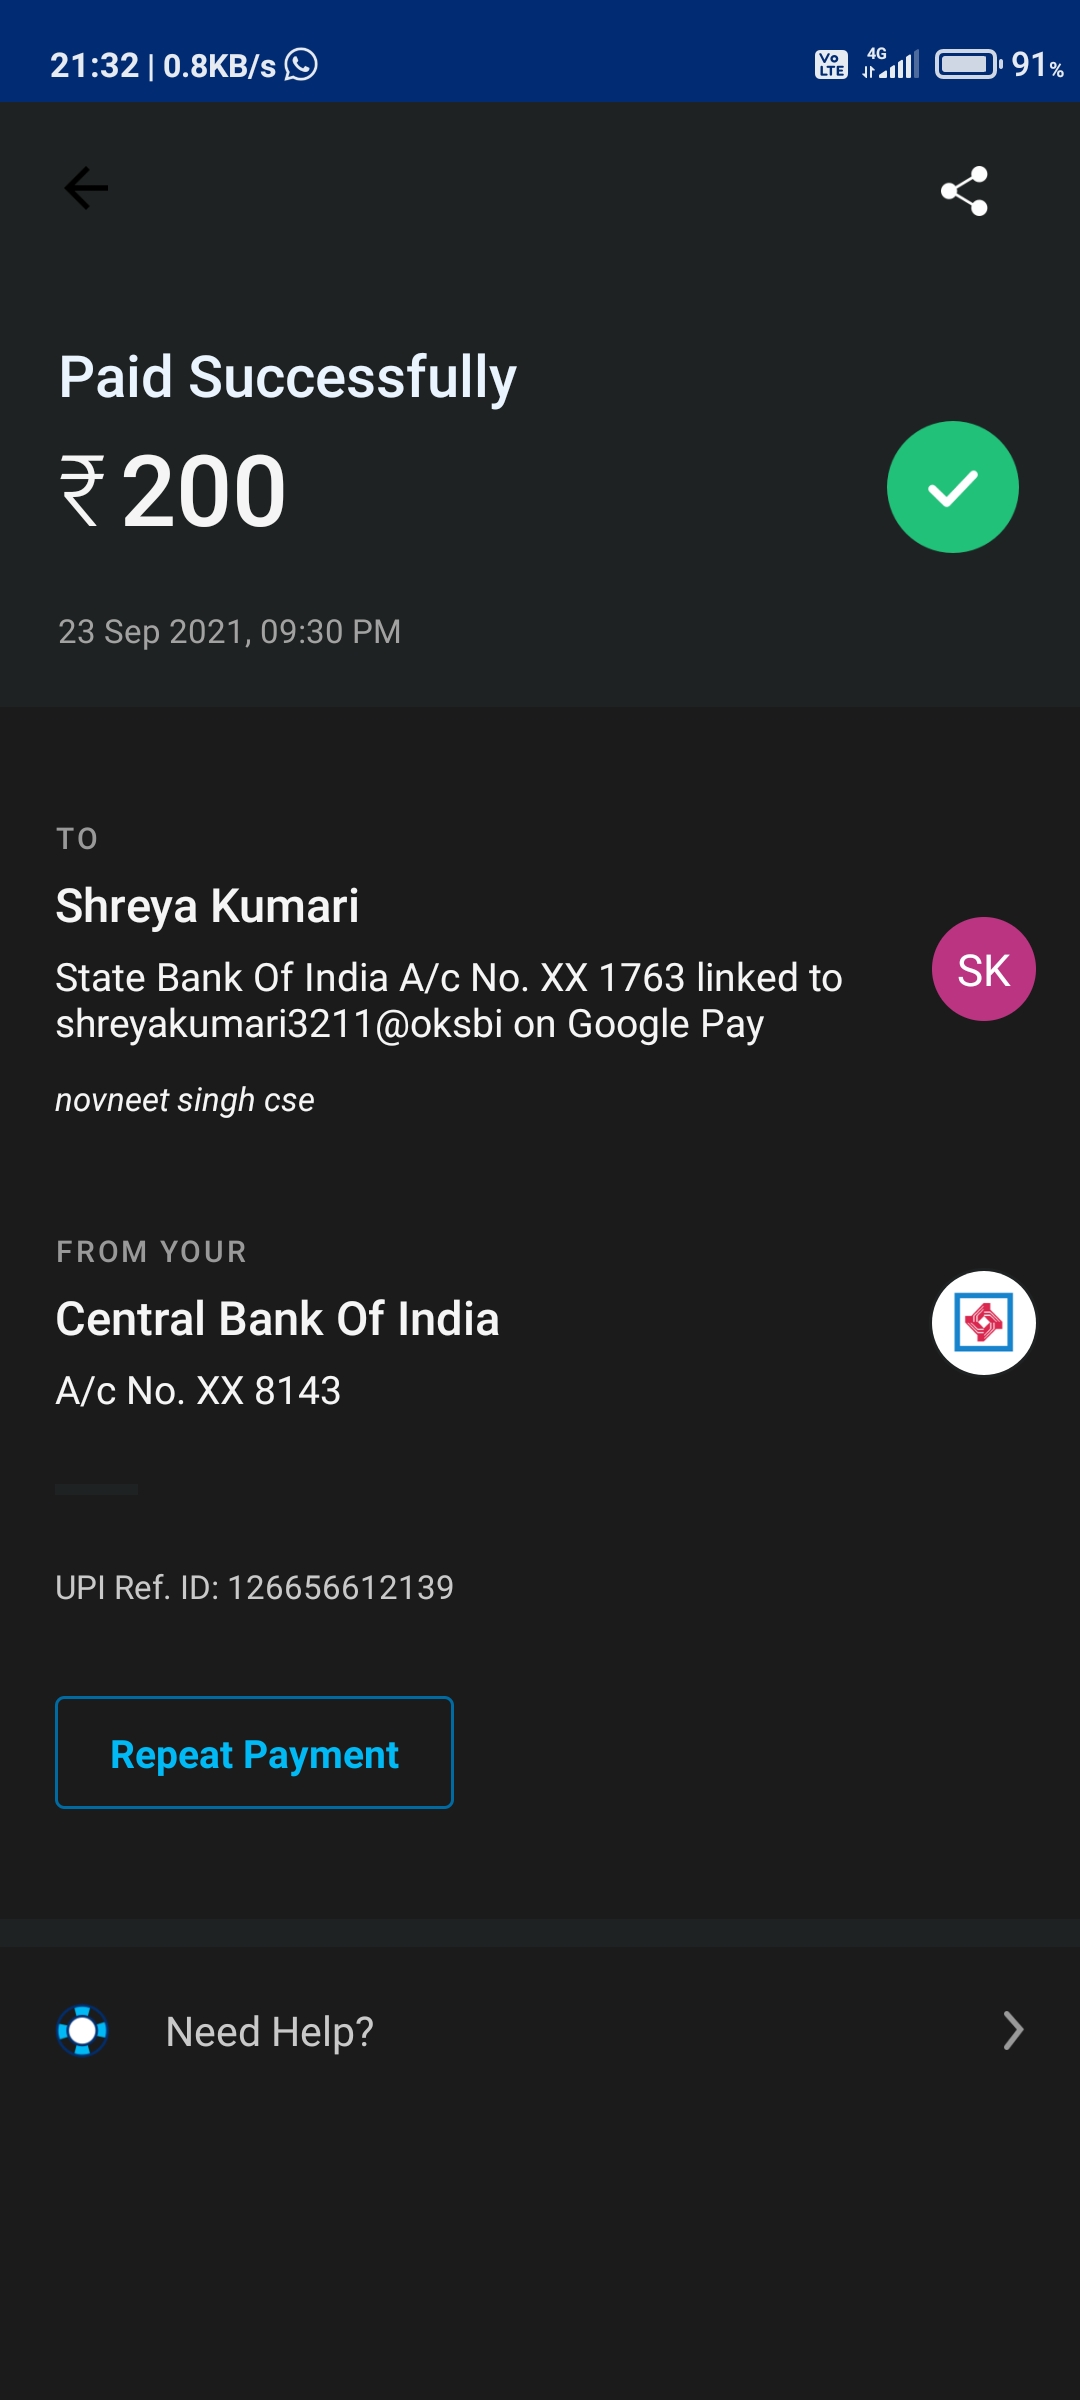 21:32 | 0.8KB/s
Vo LTE 4G 91%
Paid Successfully
₹200
23 Sep 2021, 09:30 PM
TO
Shreya Kumari
State Bank Of India A/c No. XX 1763 linked to
shreyakumari3211@oksbi on Google Pay
SK
novneet singh cse
FROM YOUR
Central Bank Of India
A/c No. XX 8143
UPI Ref. ID: 126656612139
Repeat Payment
Need Help?